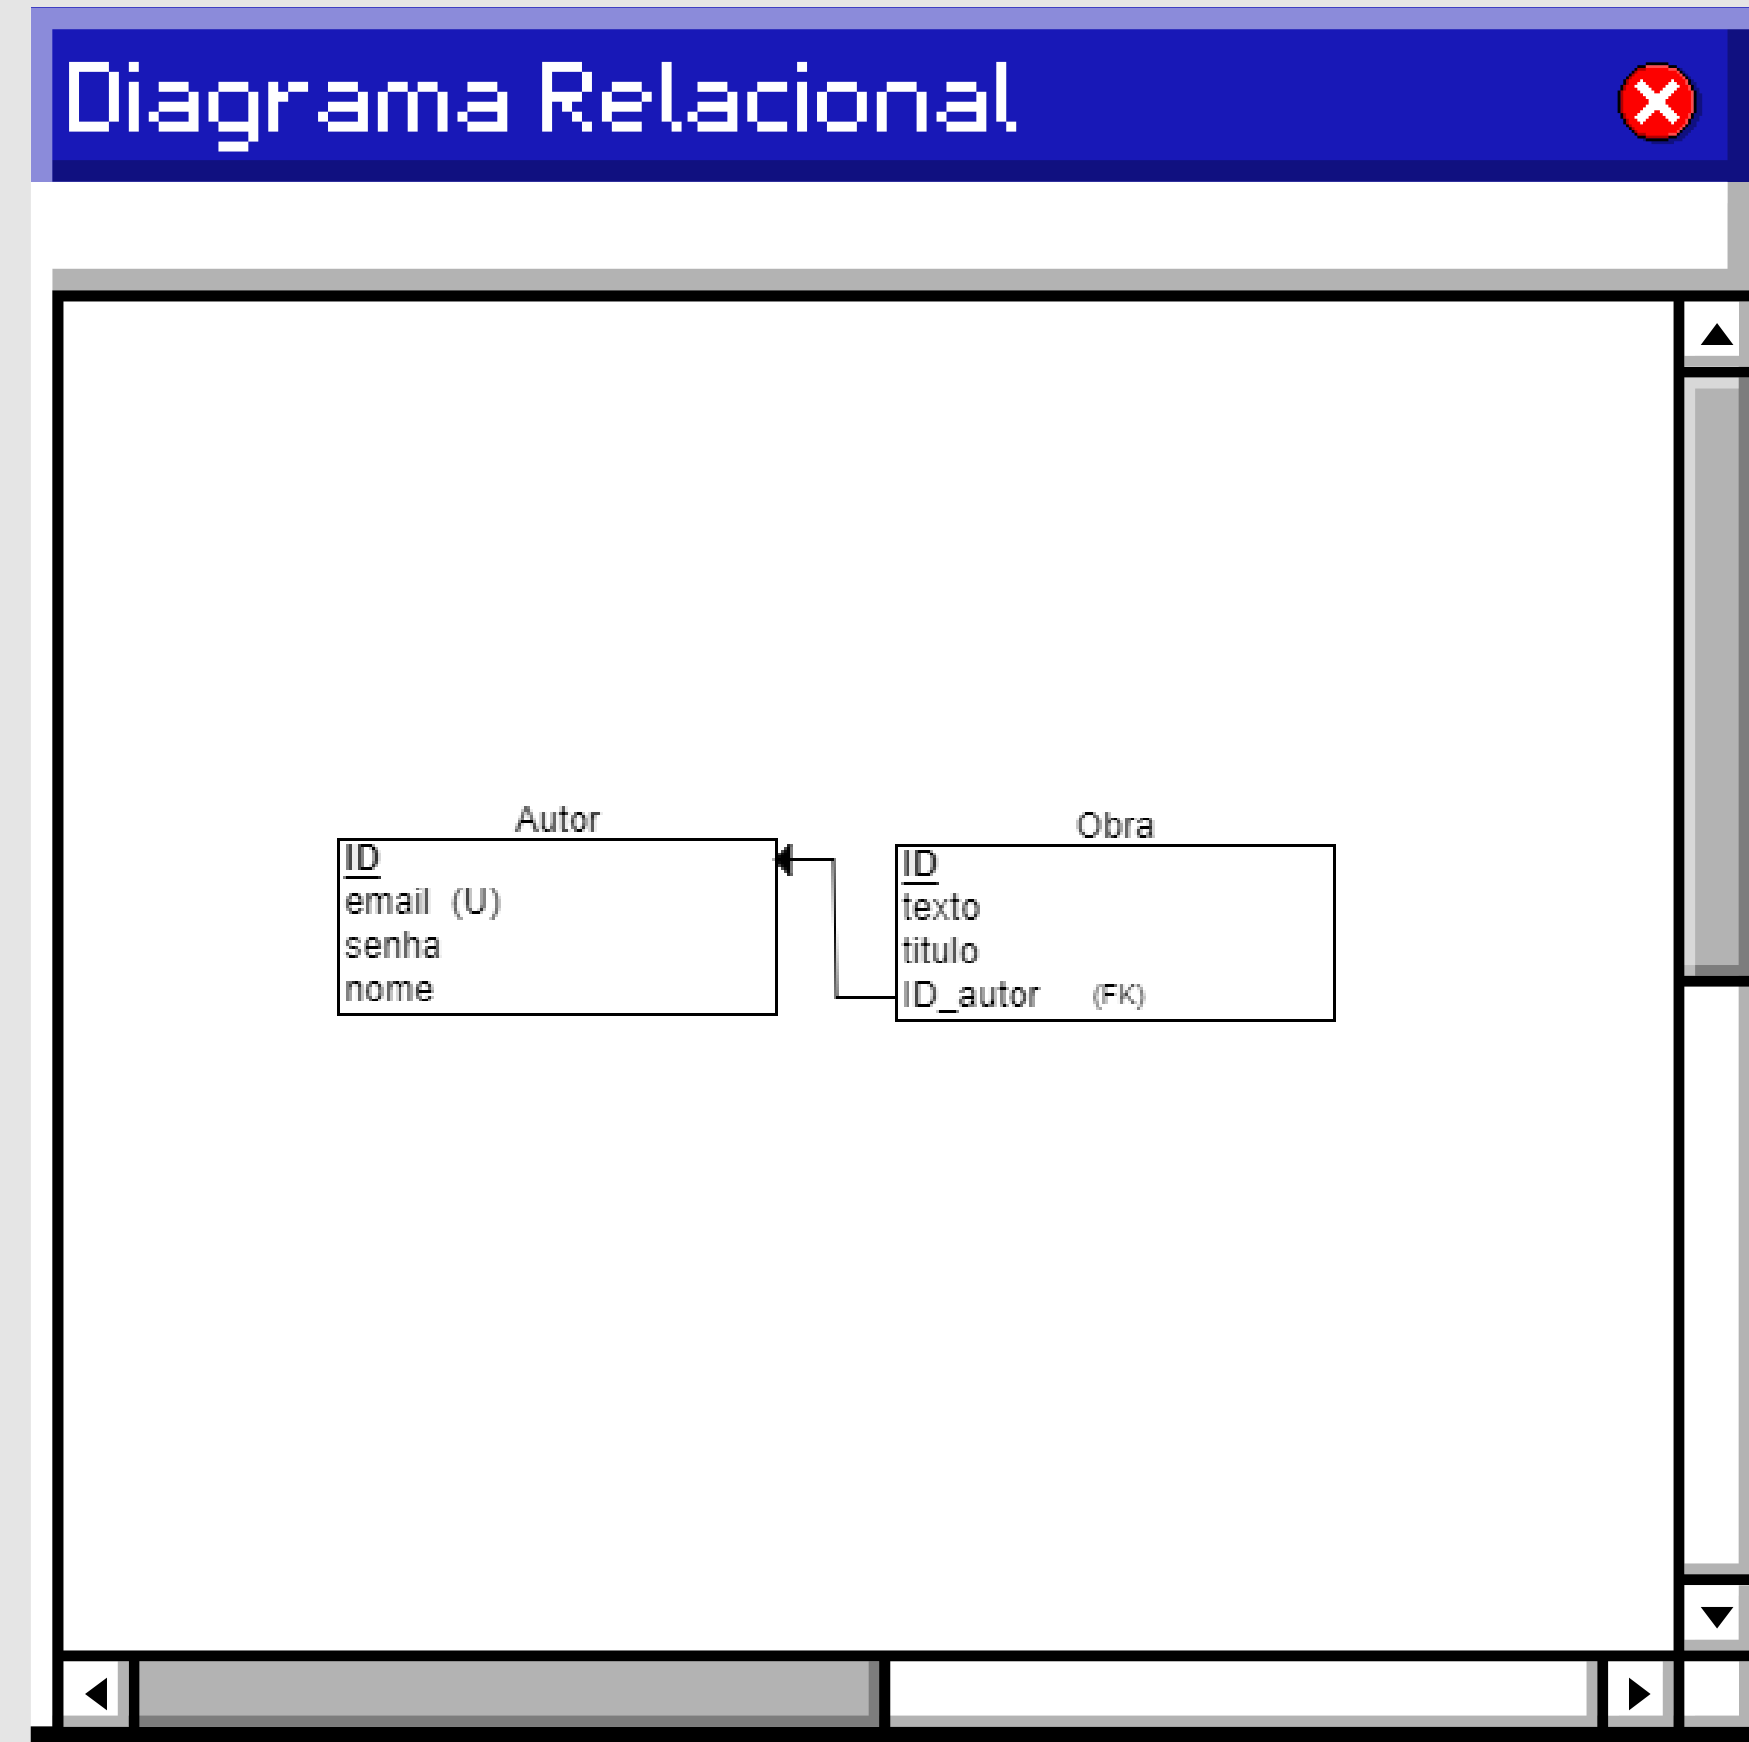 Diagrama Relacional
Autor
ID
email (U)
senha
nome
Obra
ID
texto
titulo
ID_autor (FK)